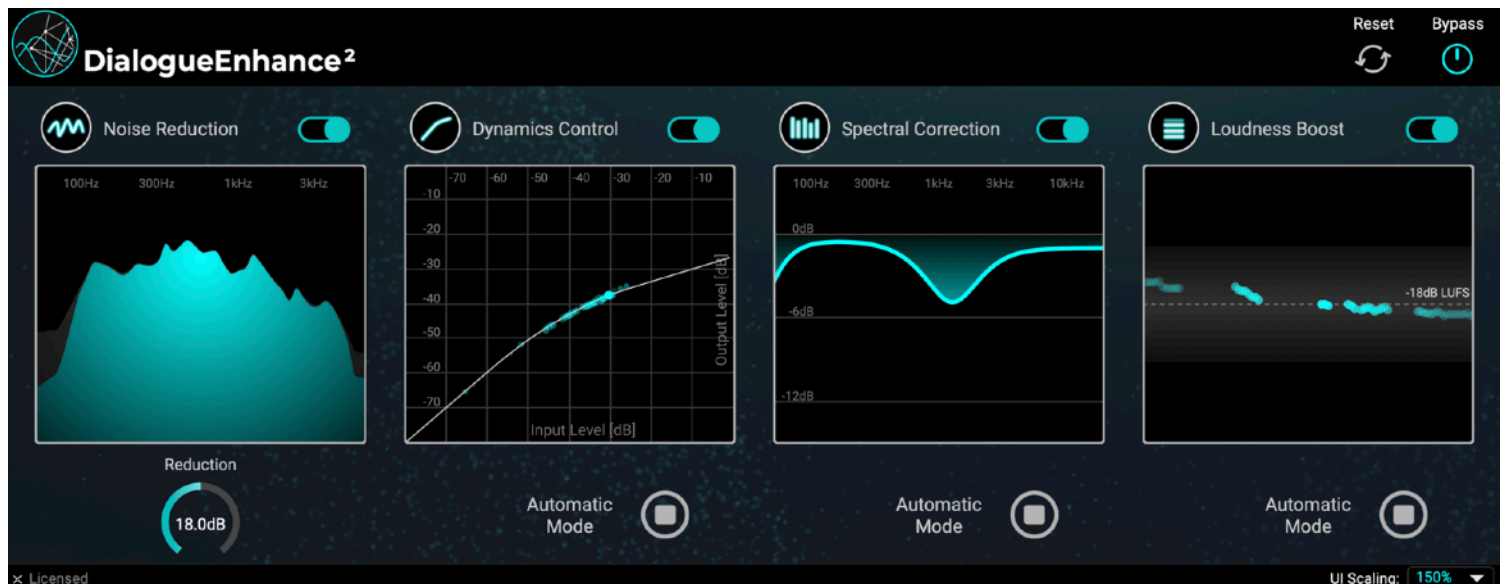 DialogueEnhance²
Reset
Bypass
Noise Reduction
Dynamics Control
Spectral Correction
Loudness Boost
100Hz 300Hz 1kHz 3kHz
-70 -60 -50 -40 -30 -20 -10
-10
-20
-30
-40
-50
-60
-70
Output Level [dB]
Input Level [dB]
100Hz 300Hz 1kHz 3kHz 10kHz
0dB
-6dB
-12dB
-18dB LUFS
Reduction
18.0dB
Automatic
Mode
Automatic
Mode
Automatic
Mode
× Licensed
UI Scaling: 150%